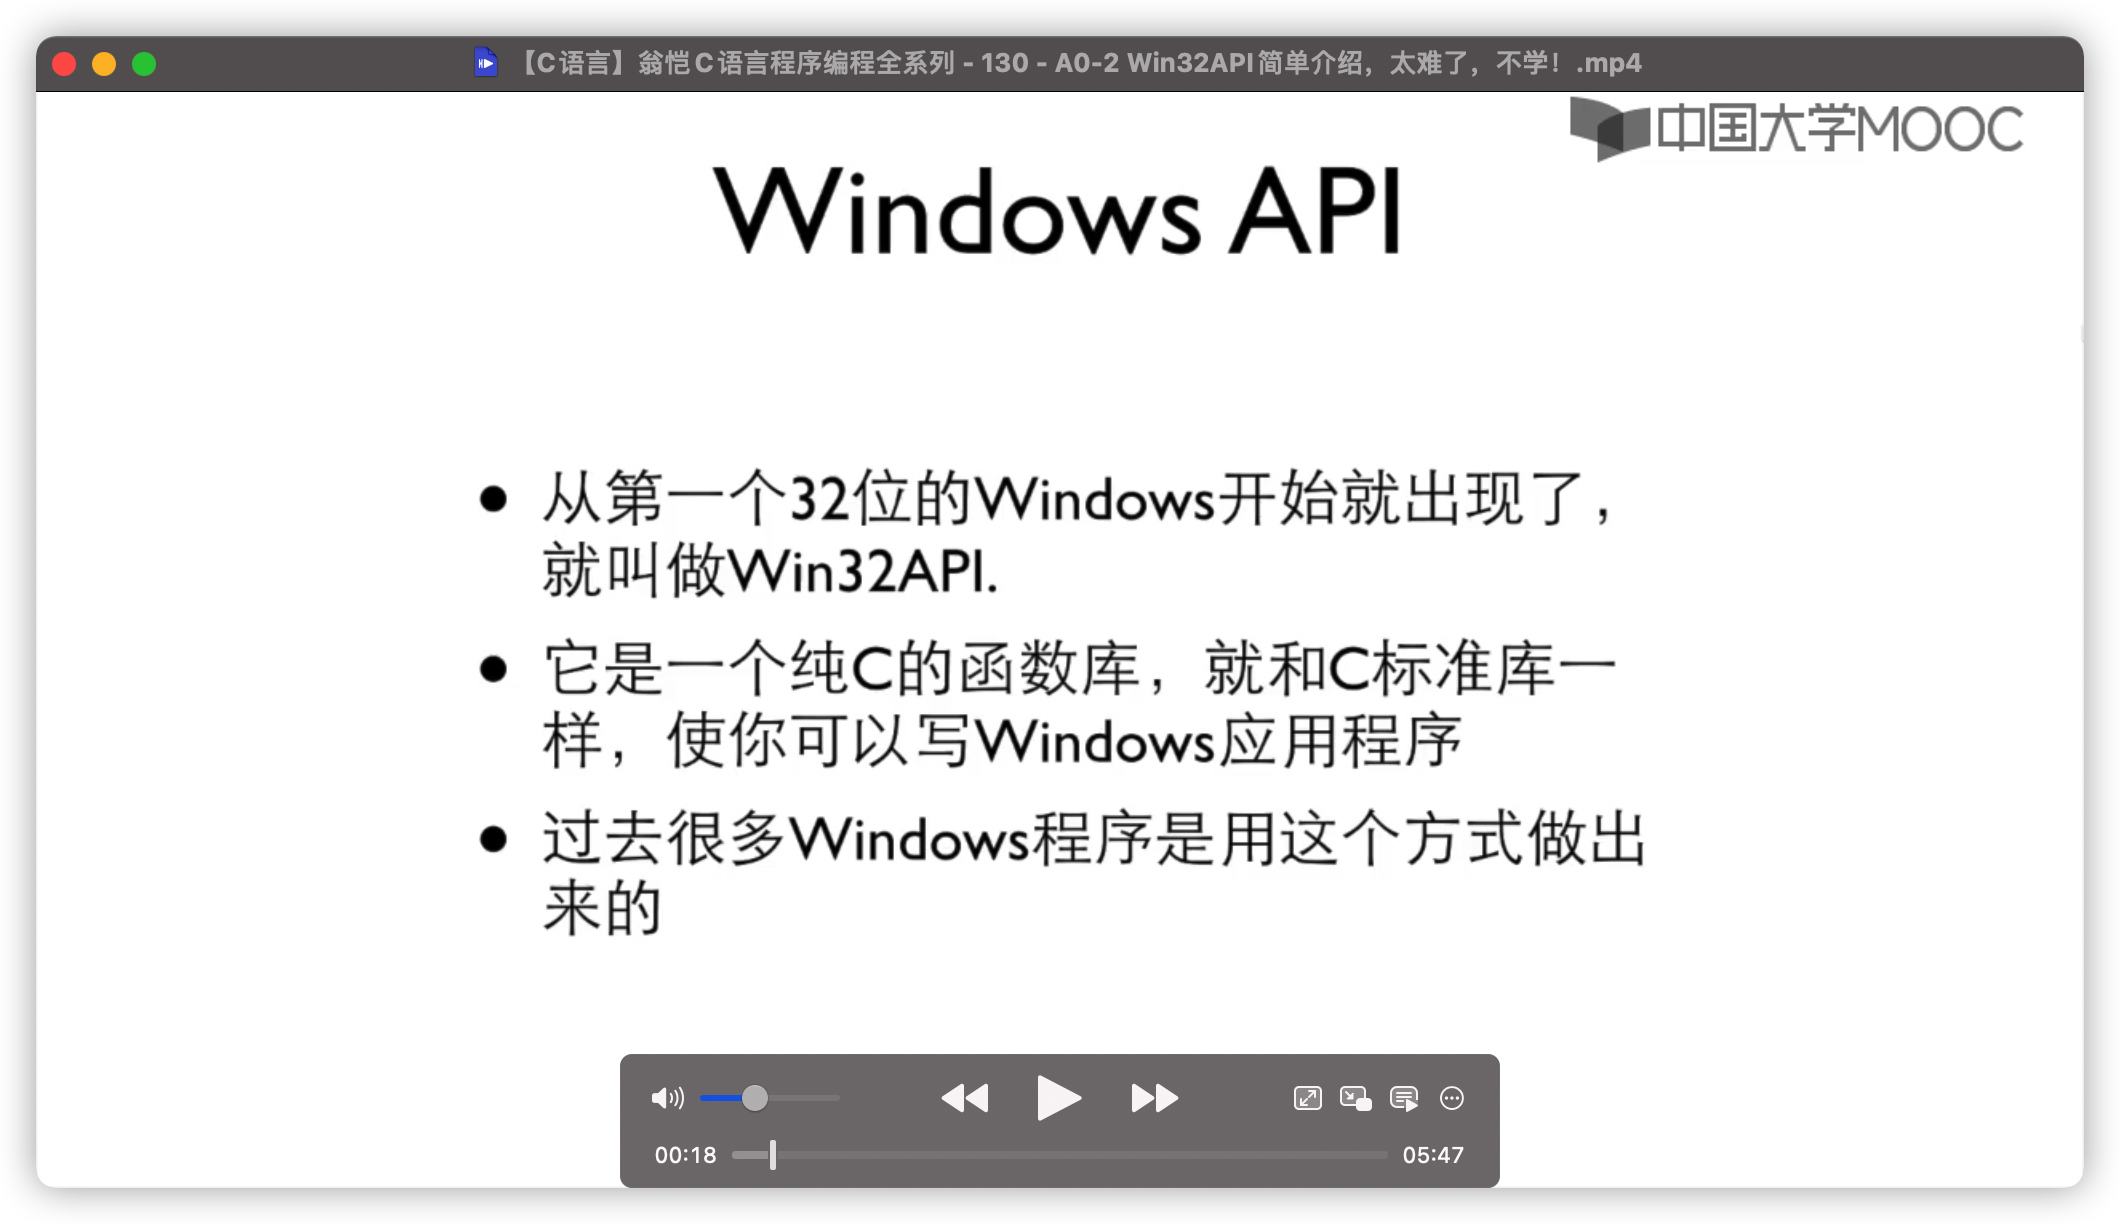 【C语言】翁恺C语言程序编程全系列 - 130 - A0-2 Win32API简单介绍，太难了，不学！.mp4
中国大学MOOC
Windows API
• 从第一个32位的Windows开始就出现了，
就叫做Win32API.
• 它是一个纯C的函数库，就和C标准库一
样，使你可以写Windows应用程序
• 过去很多Windows程序是用这个方式做出
来的
00:18
05:47